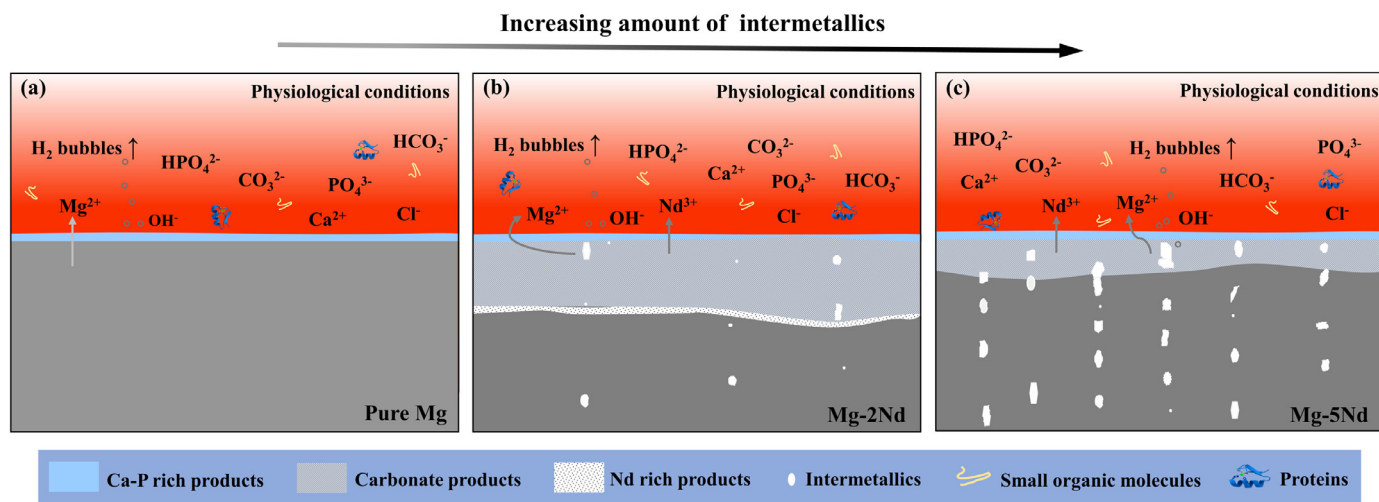 Increasing amount of intermetallics
(a)
Physiological conditions
H₂ bubbles ↑
HPO₄²⁻
HCO₃⁻
CO₃²⁻
PO₄³⁻
Mg²⁺
OH⁻
Ca²⁺
Cl⁻
Pure Mg
(b)
Physiological conditions
H₂ bubbles ↑
HPO₄²⁻
CO₃²⁻
Ca²⁺
PO₄³⁻
HCO₃⁻
Mg²⁺
OH⁻
Nd³⁺
Cl⁻
Mg-2Nd
(c)
Physiological conditions
HPO₄²⁻
H₂ bubbles ↑
PO₄³⁻
CO₃²⁻
Ca²⁺
HCO₃⁻
Nd³⁺
Mg²⁺
OH⁻
Cl⁻
Mg-5Nd
Ca-P rich products
Carbonate products
Nd rich products
Intermetallics
Small organic molecules
Proteins